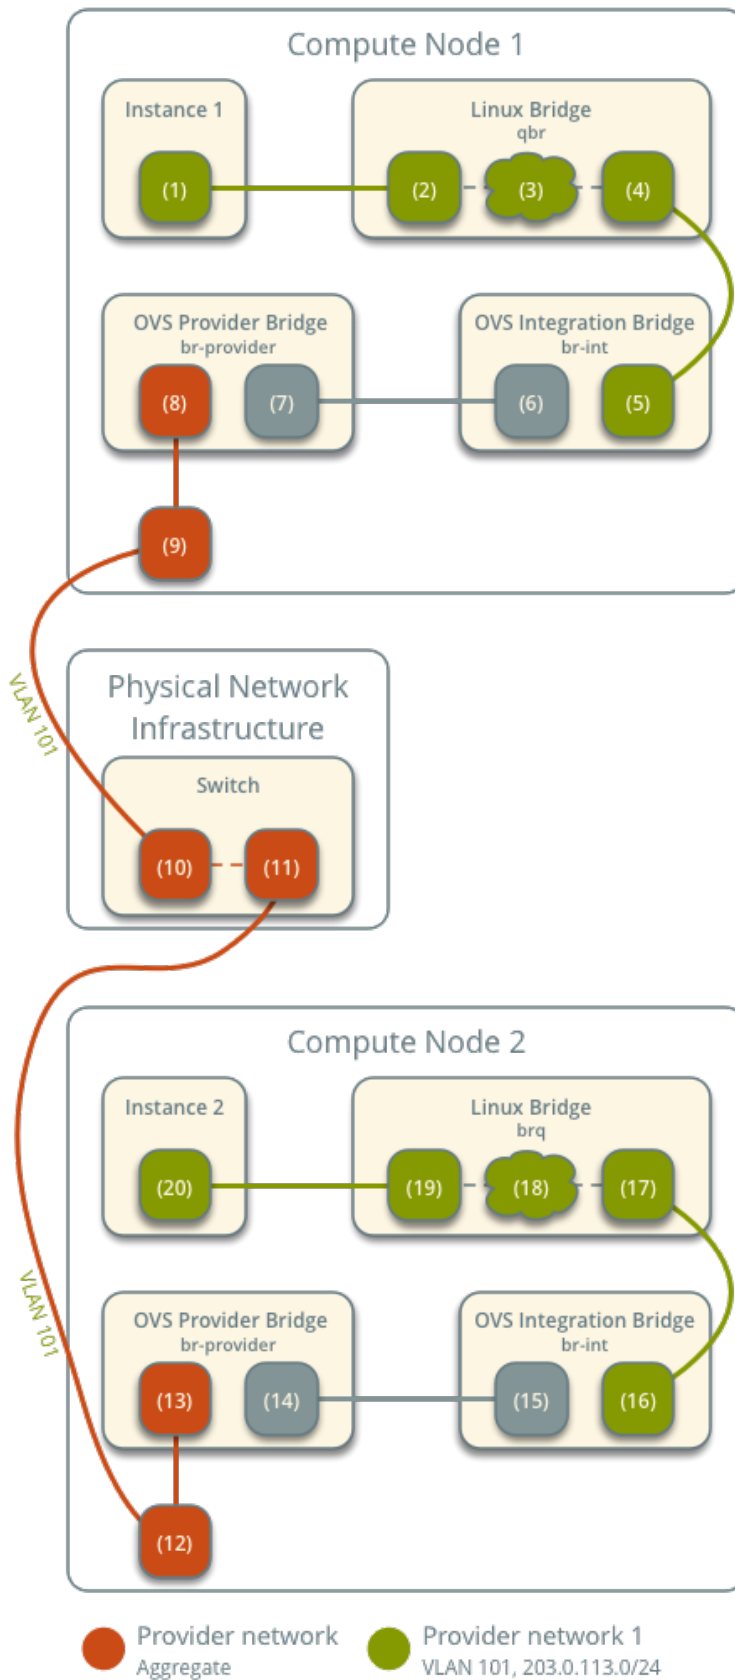 Compute Node 1
Instance 1
Linux Bridge
qbr
(1)
(2)
(3)
(4)
OVS Provider Bridge
br-provider
OVS Integration Bridge
br-int
(8)
(7)
(6)
(5)
(9)
VLAN 101
Physical Network
Infrastructure
Switch
(10)
(11)
Compute Node 2
Instance 2
Linux Bridge
brq
(20)
(19)
(18)
(17)
VLAN 101
OVS Provider Bridge
br-provider
OVS Integration Bridge
br-int
(13)
(14)
(15)
(16)
(12)
Provider network
Aggregate
Provider network 1
VLAN 101, 203.0.113.0/24